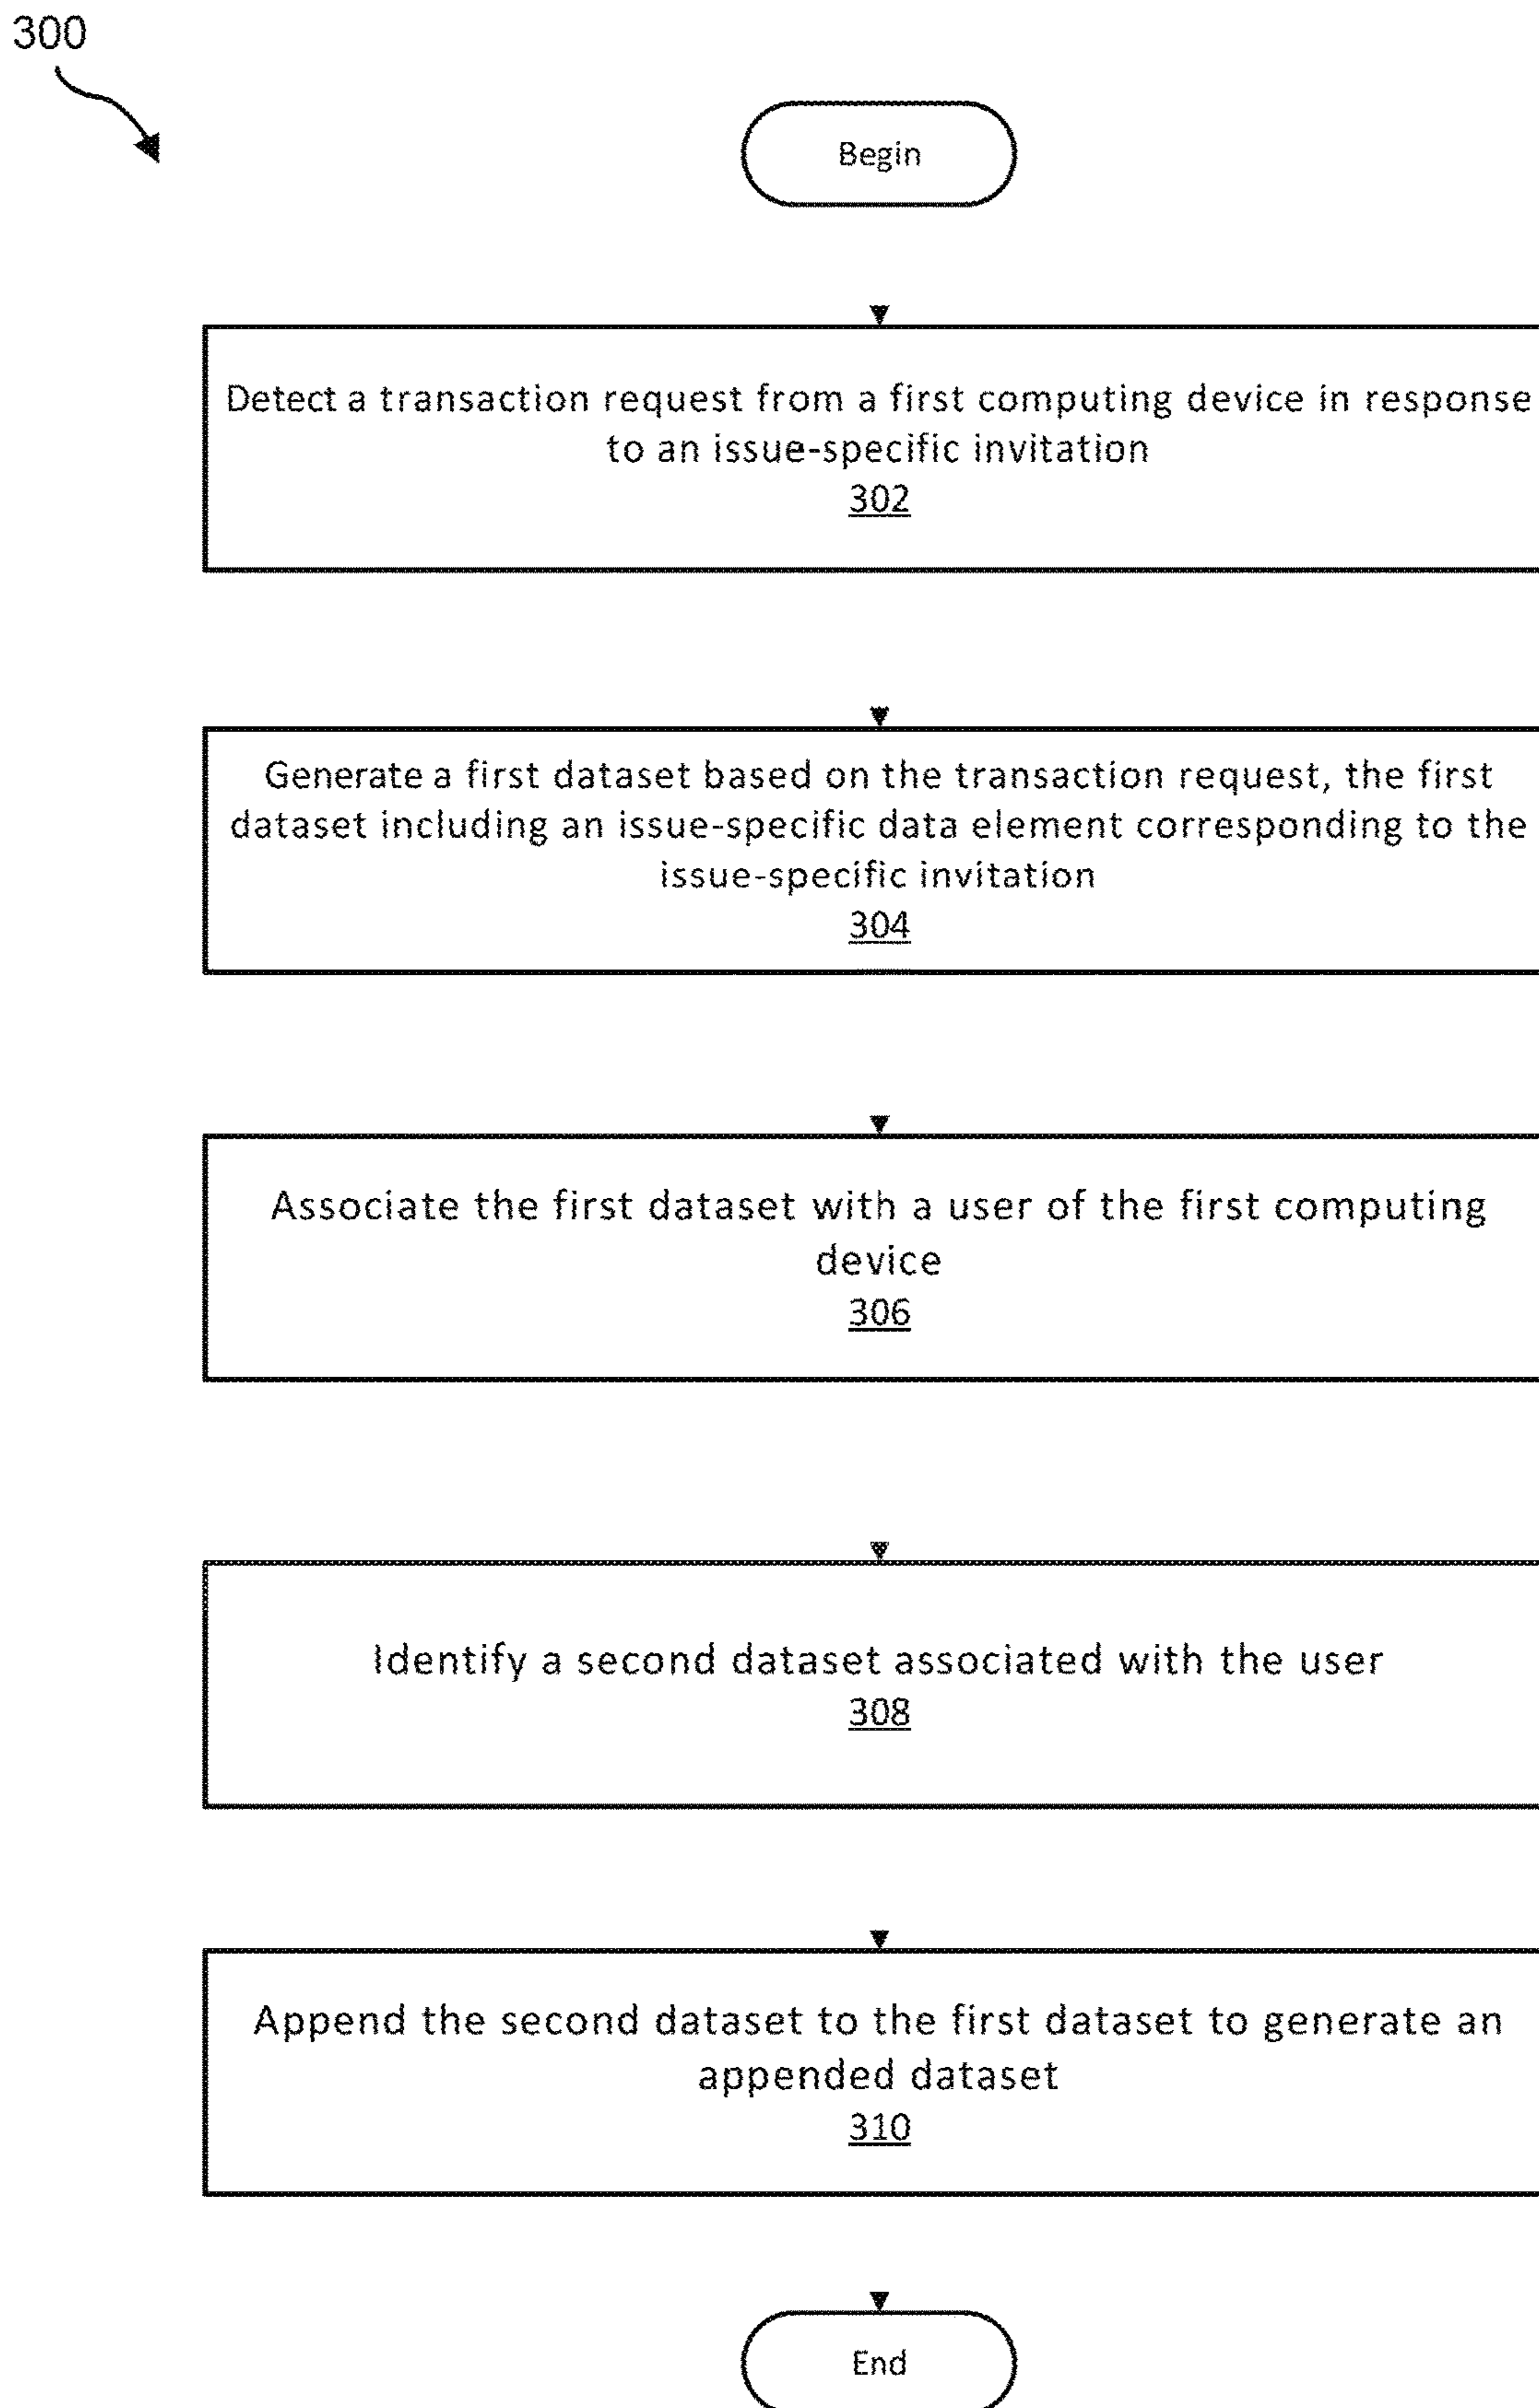 300
Begin
Detect a transaction request from a first computing device in response
to an issue-specific invitation
302
Generate a first dataset based on the transaction request, the first
dataset including an issue-specific data element corresponding to the
issue-specific invitation
304
Associate the first dataset with a user of the first computing
device
306
Identify a second dataset associated with the user
308
Append the second dataset to the first dataset to generate an
appended dataset
310
End